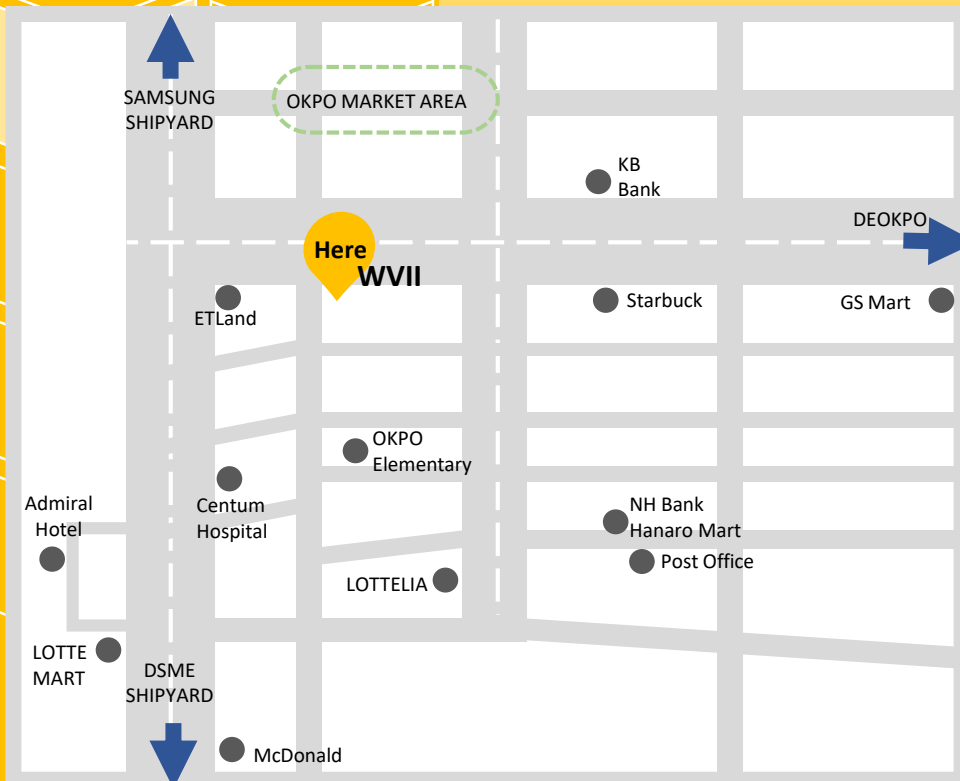 SAMSUNG
SHIPYARD
OKPO MARKET AREA
KB
Bank
DEOKPO
Here
WVII
ETLand
Starbuck
GS Mart
OKPO
Elementary
Centum
Hospital
Admiral
Hotel
NH Bank
Hanaro Mart
Post Office
LOTTELIA
LOTTE
MART
DSME
SHIPYARD
McDonald